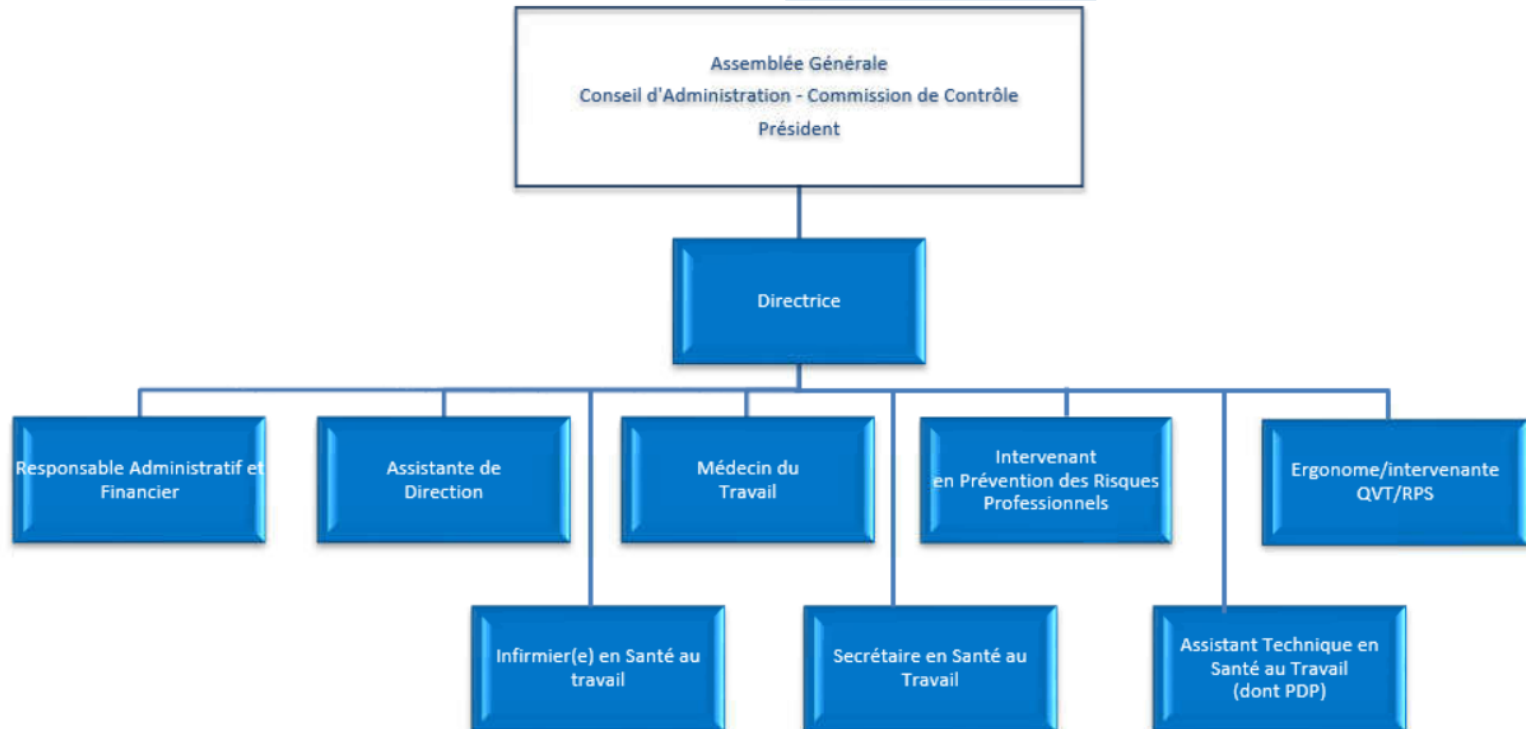 Assemblée Générale
Conseil d'Administration - Commission de Contrôle
Président
Directrice
Responsable Administratif et
Financier
Assistante de
Direction
Médecin du
Travail
Intervenant
en Prévention des Risques
Professionnels
Ergonome/intervenante
QVT/RPS
Infirmier(e) en Santé au
travail
Secrétaire en Santé au
Travail
Assistant Technique en
Santé au Travail
(dont PDP)